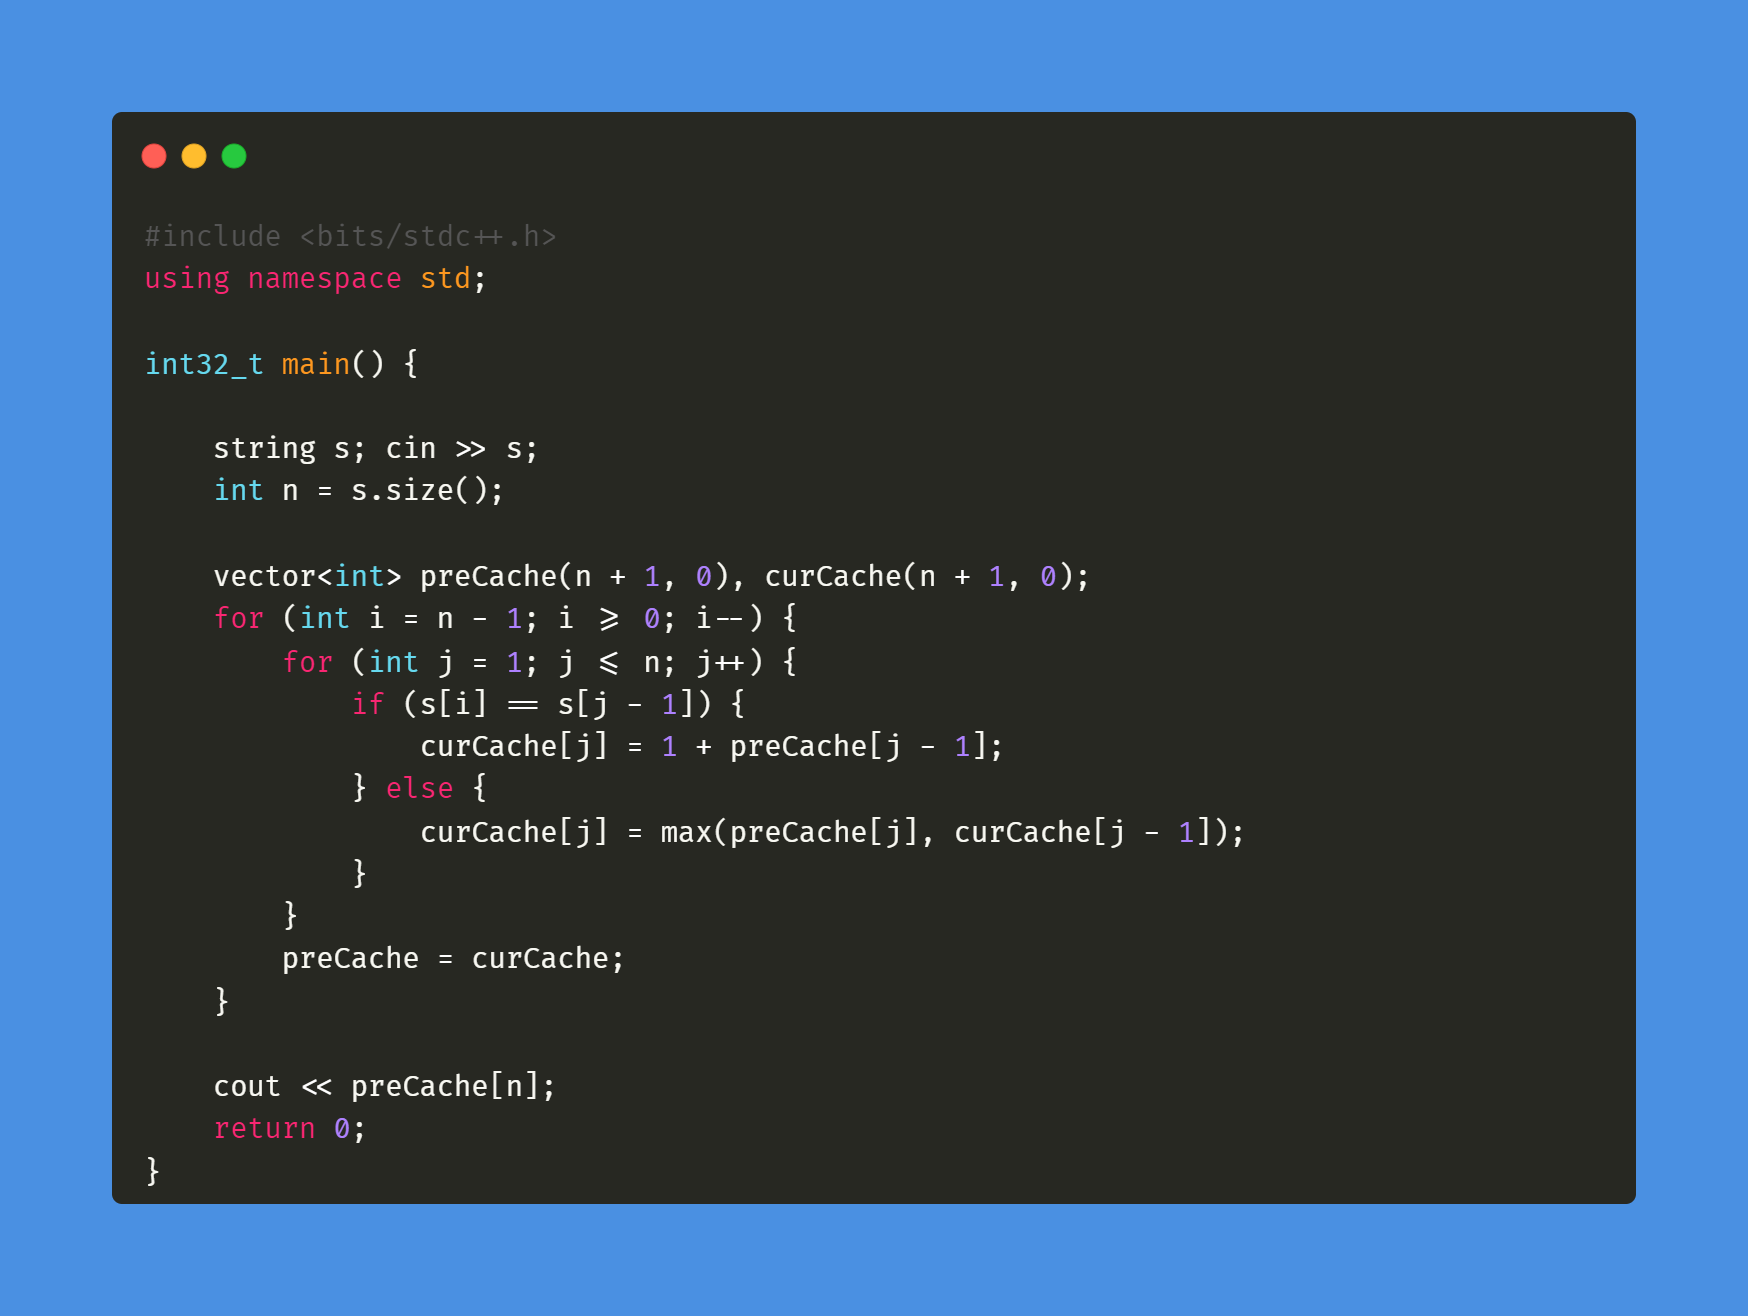 #include <bits/stdc++.h>
using namespace std;

int32_t main() {

    string s; cin >> s;
    int n = s.size();

    vector<int> preCache(n + 1, 0), curCache(n + 1, 0);
    for (int i = n - 1; i >= 0; i--) {
        for (int j = 1; j <= n; j++) {
            if (s[i] == s[j - 1]) {
                curCache[j] = 1 + preCache[j - 1];
            } else {
                curCache[j] = max(preCache[j], curCache[j - 1]);
            }
        }
        preCache = curCache;
    }

    cout << preCache[n];
    return 0;
}